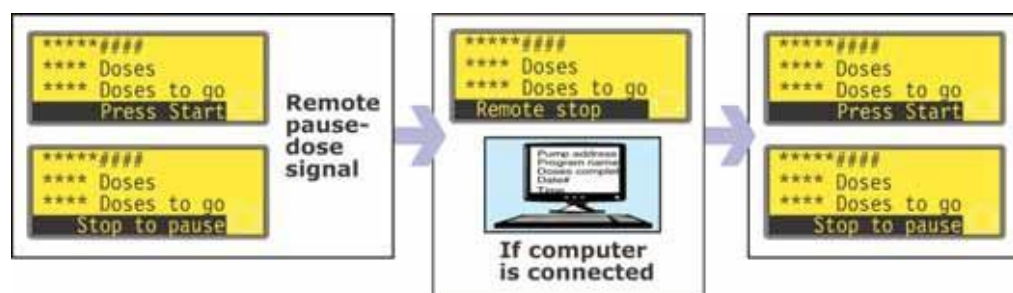 *****####
**** Doses
**** Doses to go
Press Start
*****####
**** Doses
**** Doses to go
Stop to pause
Remote
pause-
dose
signal
*****####
**** Doses
**** Doses to go
Remote stop
Pump address
Program name
Doses complet
Date#
Time
If computer
is connected
*****####
**** Doses
**** Doses to go
Press Start
*****####
**** Doses
**** Doses to go
Stop to pause